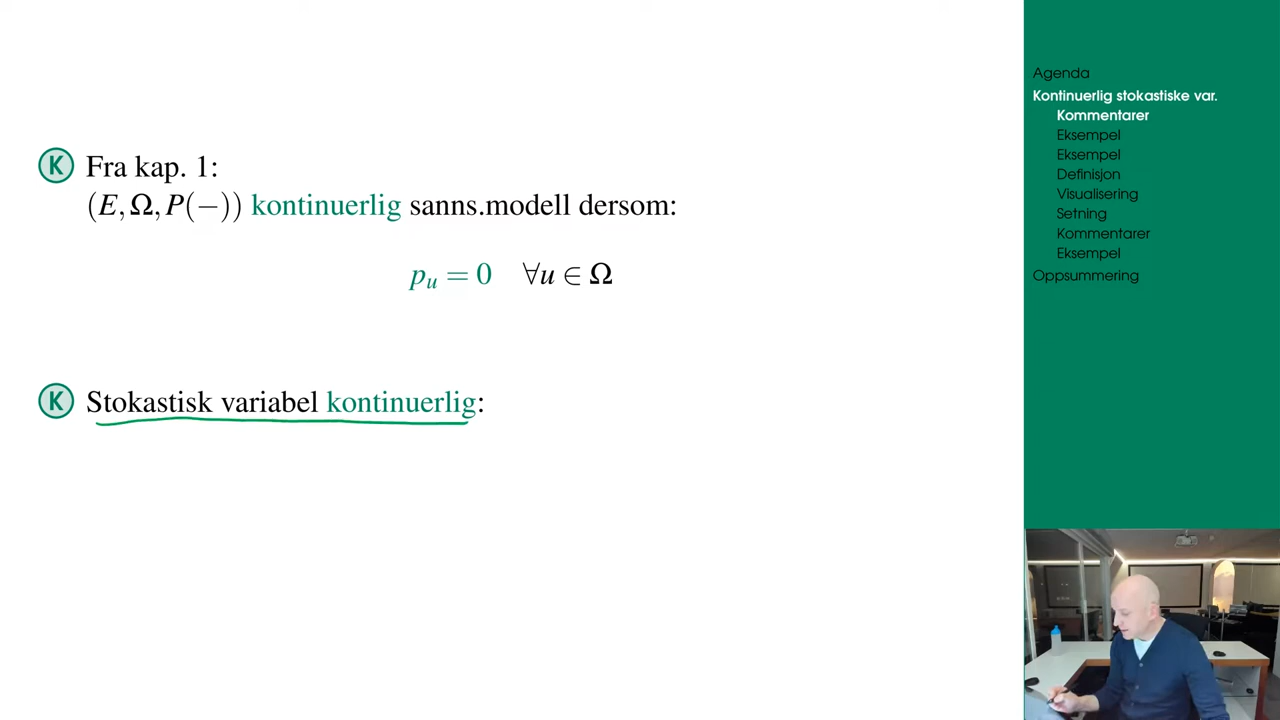 K Fra kap. 1:
(E, Ω, P(−)) kontinuerlig sanns.modell dersom:
p_u = 0 ∀u ∈ Ω
K Stokastisk variabel kontinuerlig:
Agenda
Kontinuerlig stokastiske var.
Kommentarer
Eksempel
Eksempel
Definisjon
Visualisering
Setning
Kommentarer
Eksempel
Oppsummering